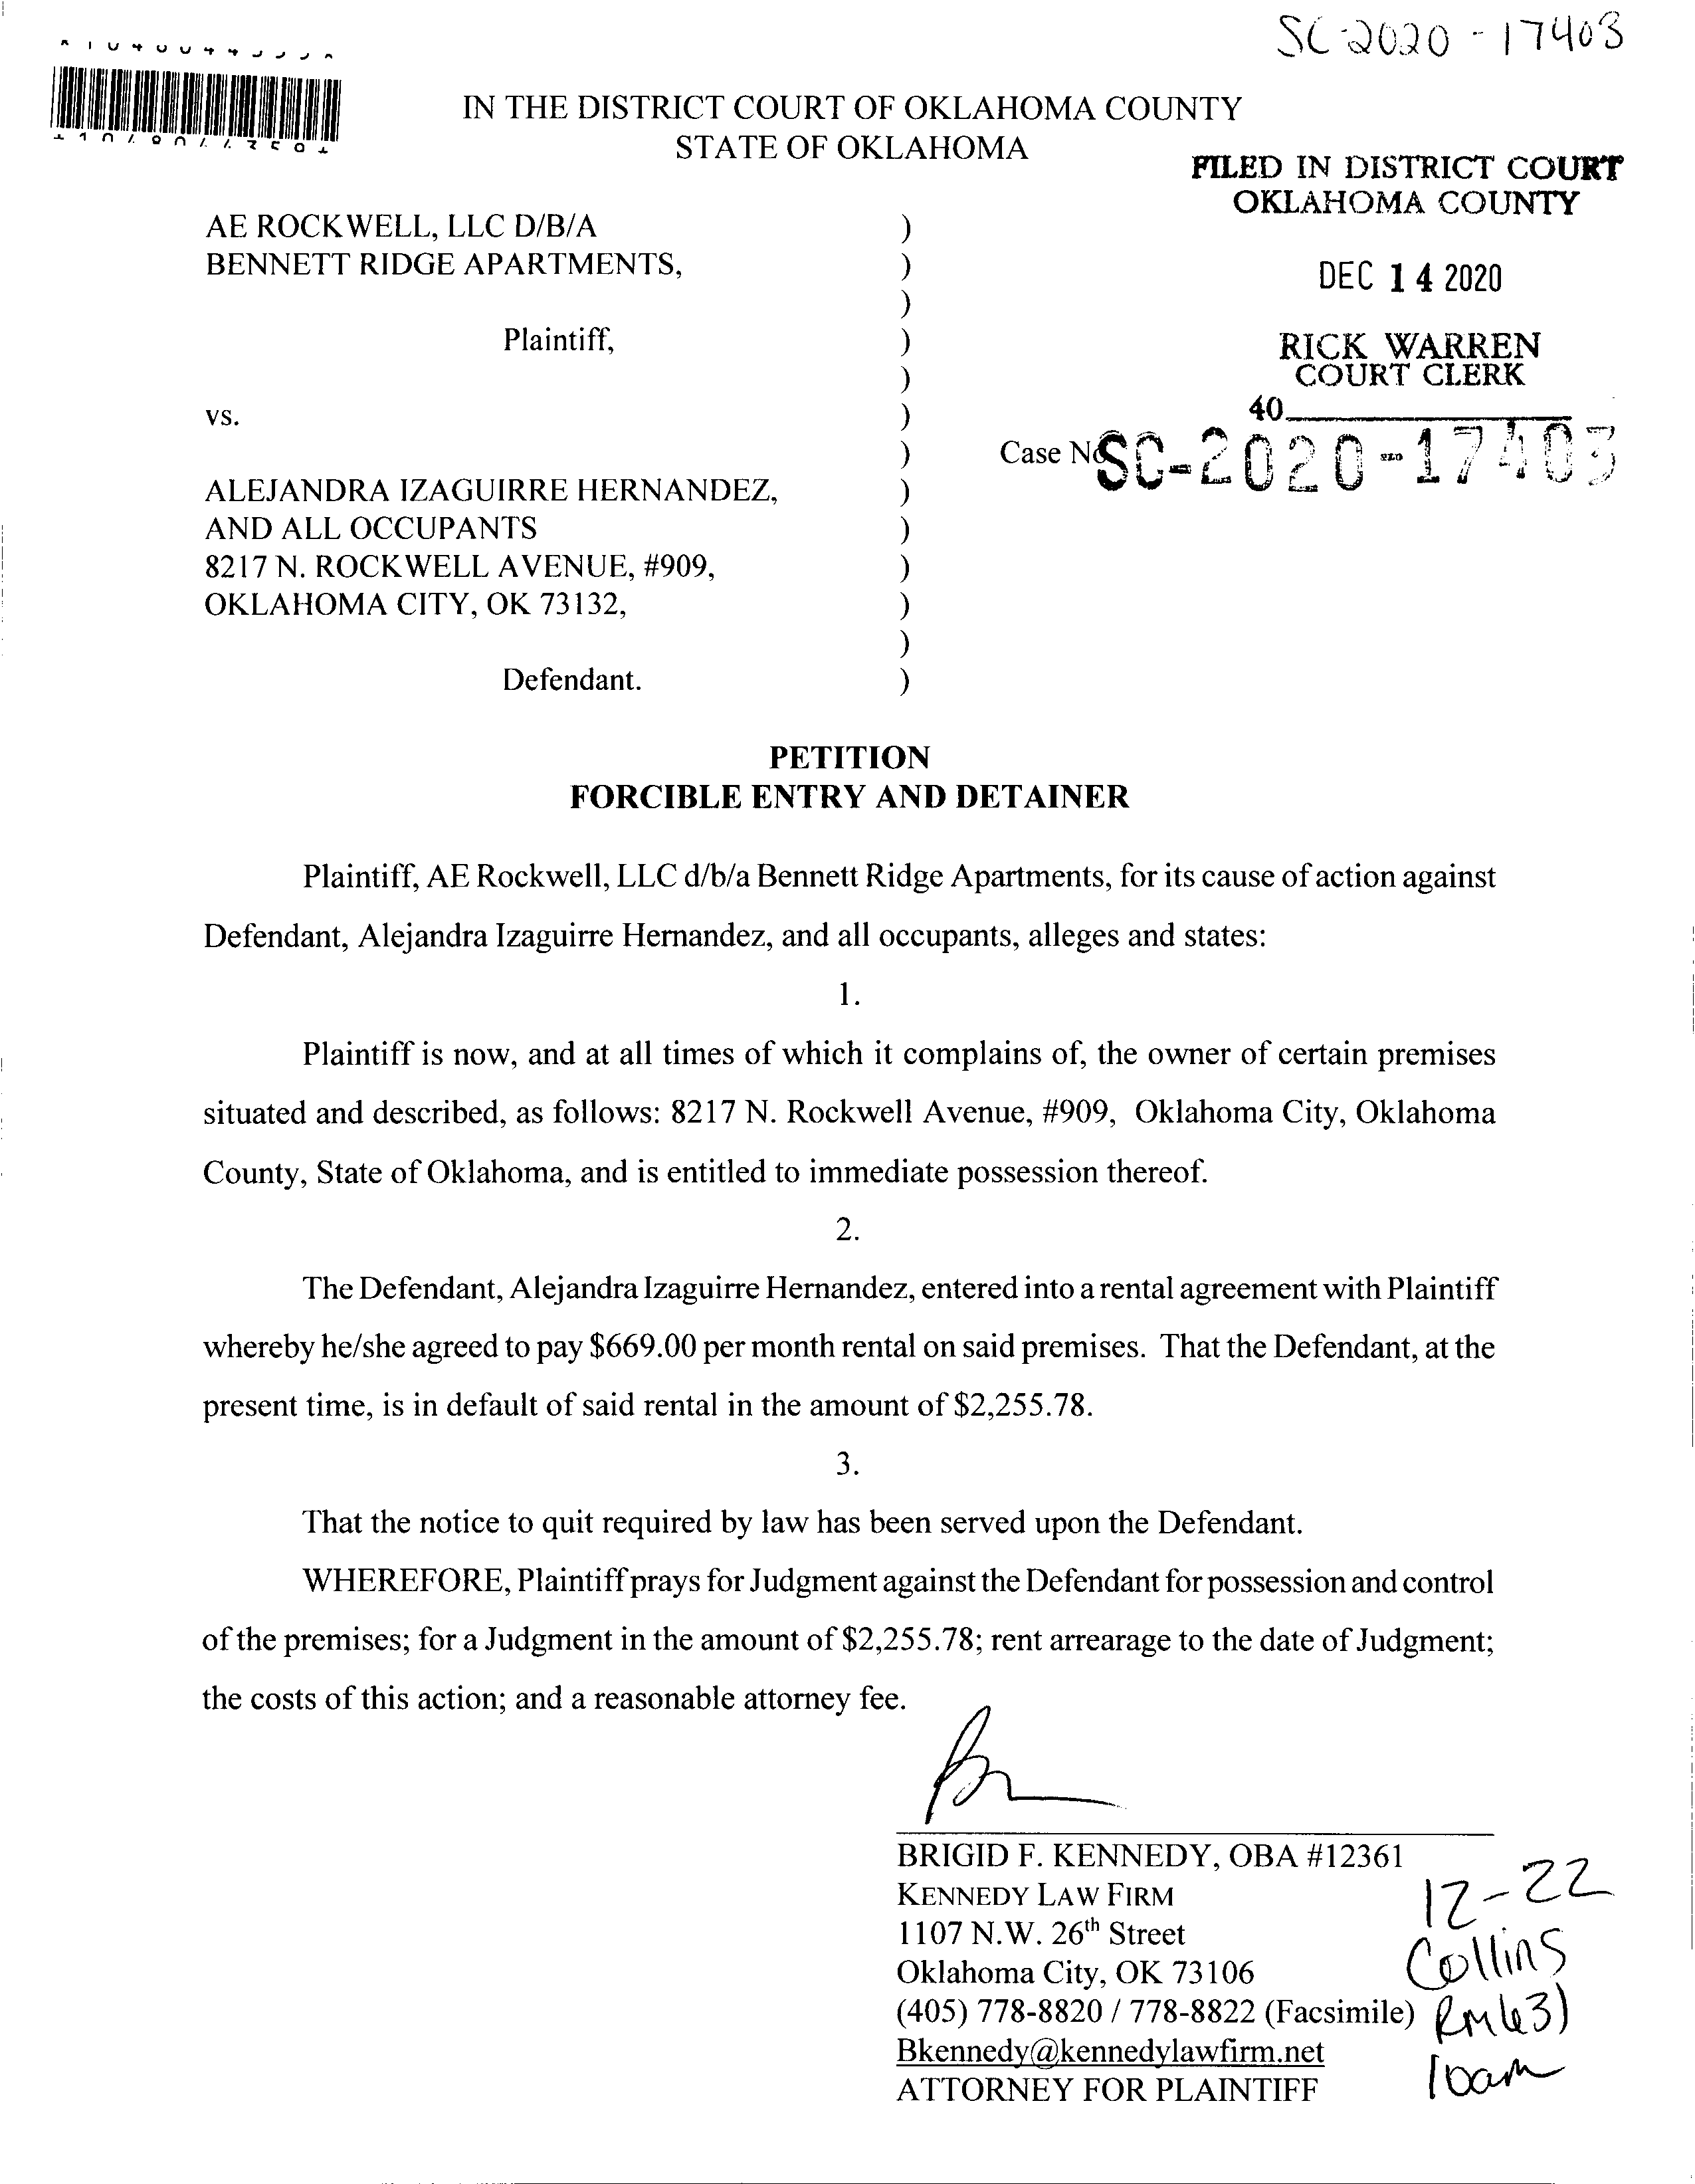 SC-2020-17403
IN THE DISTRICT COURT OF OKLAHOMA COUNTY
STATE OF OKLAHOMA
FILED IN DISTRICT COURT
OKLAHOMA COUNTY
DEC 14 2020
RICK WARREN
COURT CLERK
40
AE ROCKWELL, LLC D/B/A )
BENNETT RIDGE APARTMENTS, )
)
Plaintiff, )
)
vs. )
) Case No SC-2020-17403
ALEJANDRA IZAGUIRRE HERNANDEZ, )
AND ALL OCCUPANTS )
8217 N. ROCKWELL AVENUE, #909, )
OKLAHOMA CITY, OK 73132, )
)
Defendant. )
PETITION
FORCIBLE ENTRY AND DETAINER
Plaintiff, AE Rockwell, LLC d/b/a Bennett Ridge Apartments, for its cause of action against
Defendant, Alejandra Izaguirre Hernandez, and all occupants, alleges and states:
1.
Plaintiff is now, and at all times of which it complains of, the owner of certain premises
situated and described, as follows: 8217 N. Rockwell Avenue, #909, Oklahoma City, Oklahoma
County, State of Oklahoma, and is entitled to immediate possession thereof.
2.
The Defendant, Alejandra Izaguirre Hernandez, entered into a rental agreement with Plaintiff
whereby he/she agreed to pay $669.00 per month rental on said premises. That the Defendant, at the
present time, is in default of said rental in the amount of $2,255.78.
3.
That the notice to quit required by law has been served upon the Defendant.
WHEREFORE, Plaintiff prays for Judgment against the Defendant for possession and control
of the premises; for a Judgment in the amount of $2,255.78; rent arrearage to the date of Judgment;
the costs of this action; and a reasonable attorney fee.
BRIGID F. KENNEDY, OBA #12361
KENNEDY LAW FIRM
1107 N.W. 26th Street
Oklahoma City, OK 73106
(405) 778-8820 / 778-8822 (Facsimile)
Bkennedy@kennedylawfirm.net
ATTORNEY FOR PLAINTIFF
12-22
Collins
10am